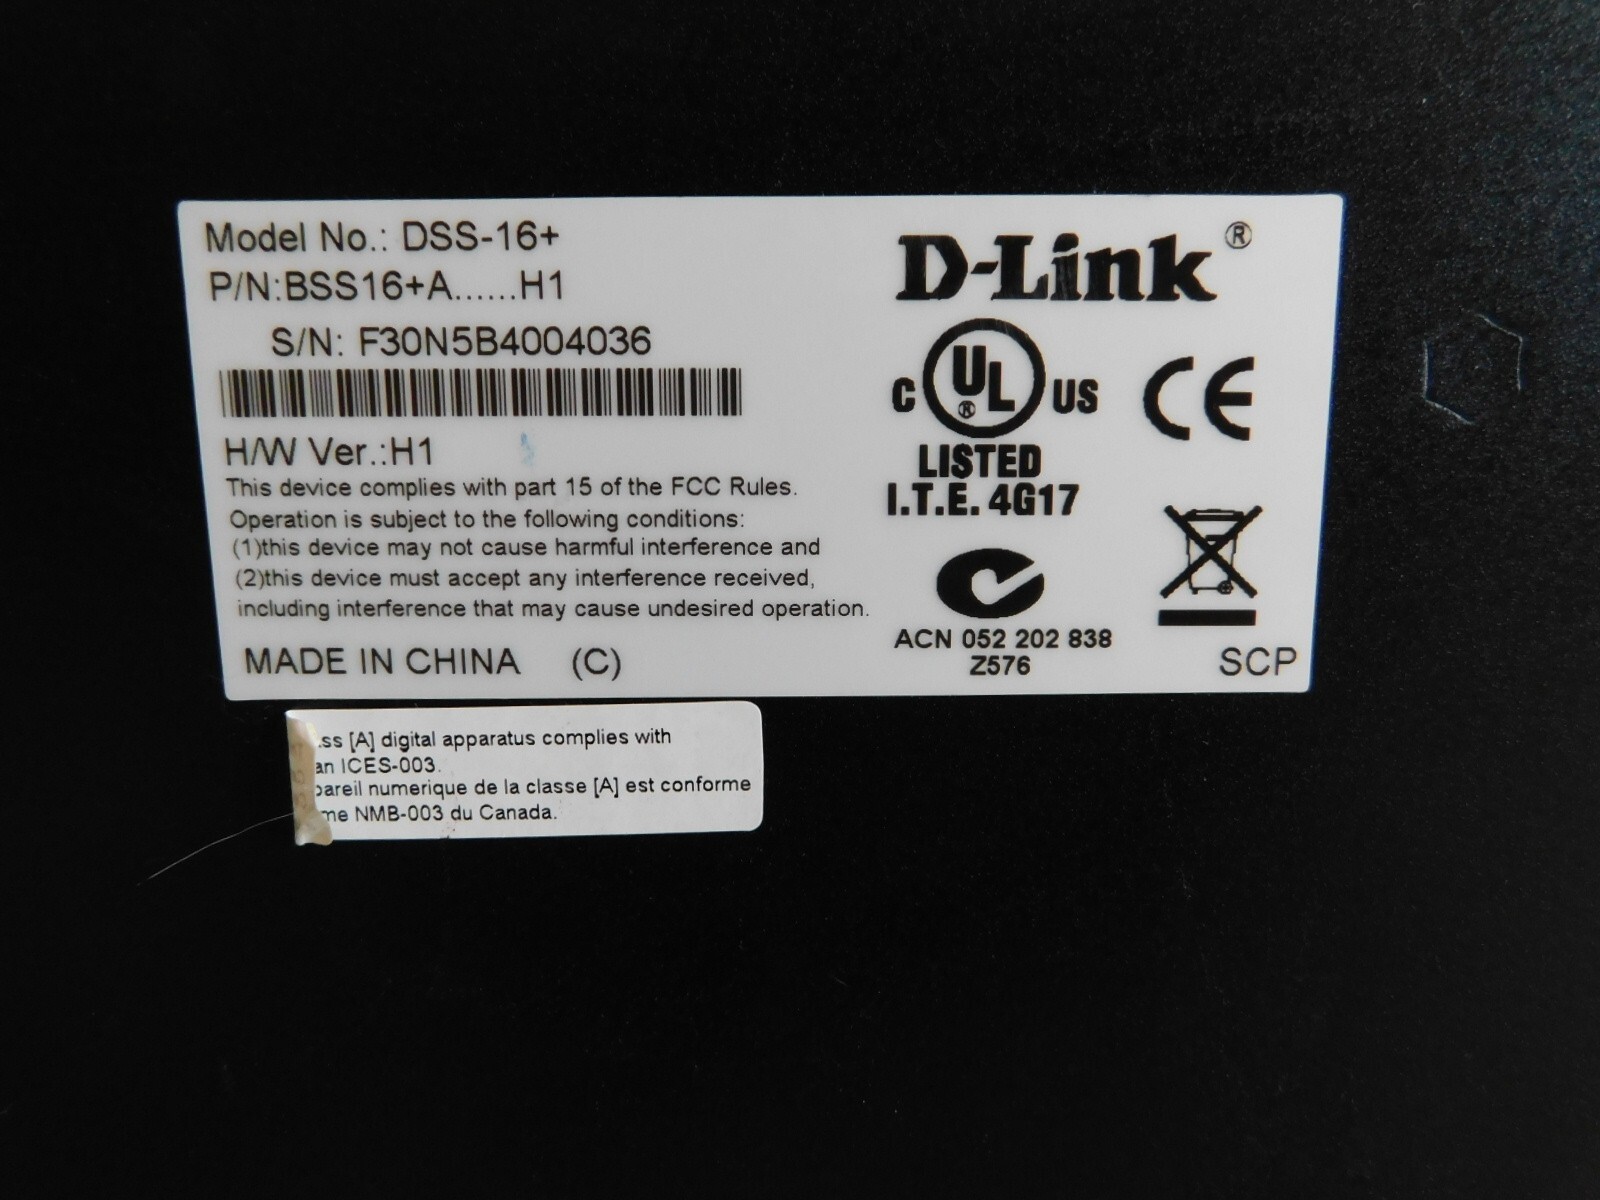 Model No.: DSS-16+
P/N:BSS16+A......H1
S/N: F30N5B4004036
H/W Ver.:H1
This device complies with part 15 of the FCC Rules.
Operation is subject to the following conditions:
(1)this device may not cause harmful interference and
(2)this device must accept any interference received,
including interference that may cause undesired operation.
MADE IN CHINA (C)
D-Link®
C UL® US
LISTED
I.T.E. 4G17
CE
ACN 052 202 838
Z576
SCP
[A] digital apparatus complies with
ICES-003.
numerique de la classe [A] est conforme
NMB-003 du Canada.